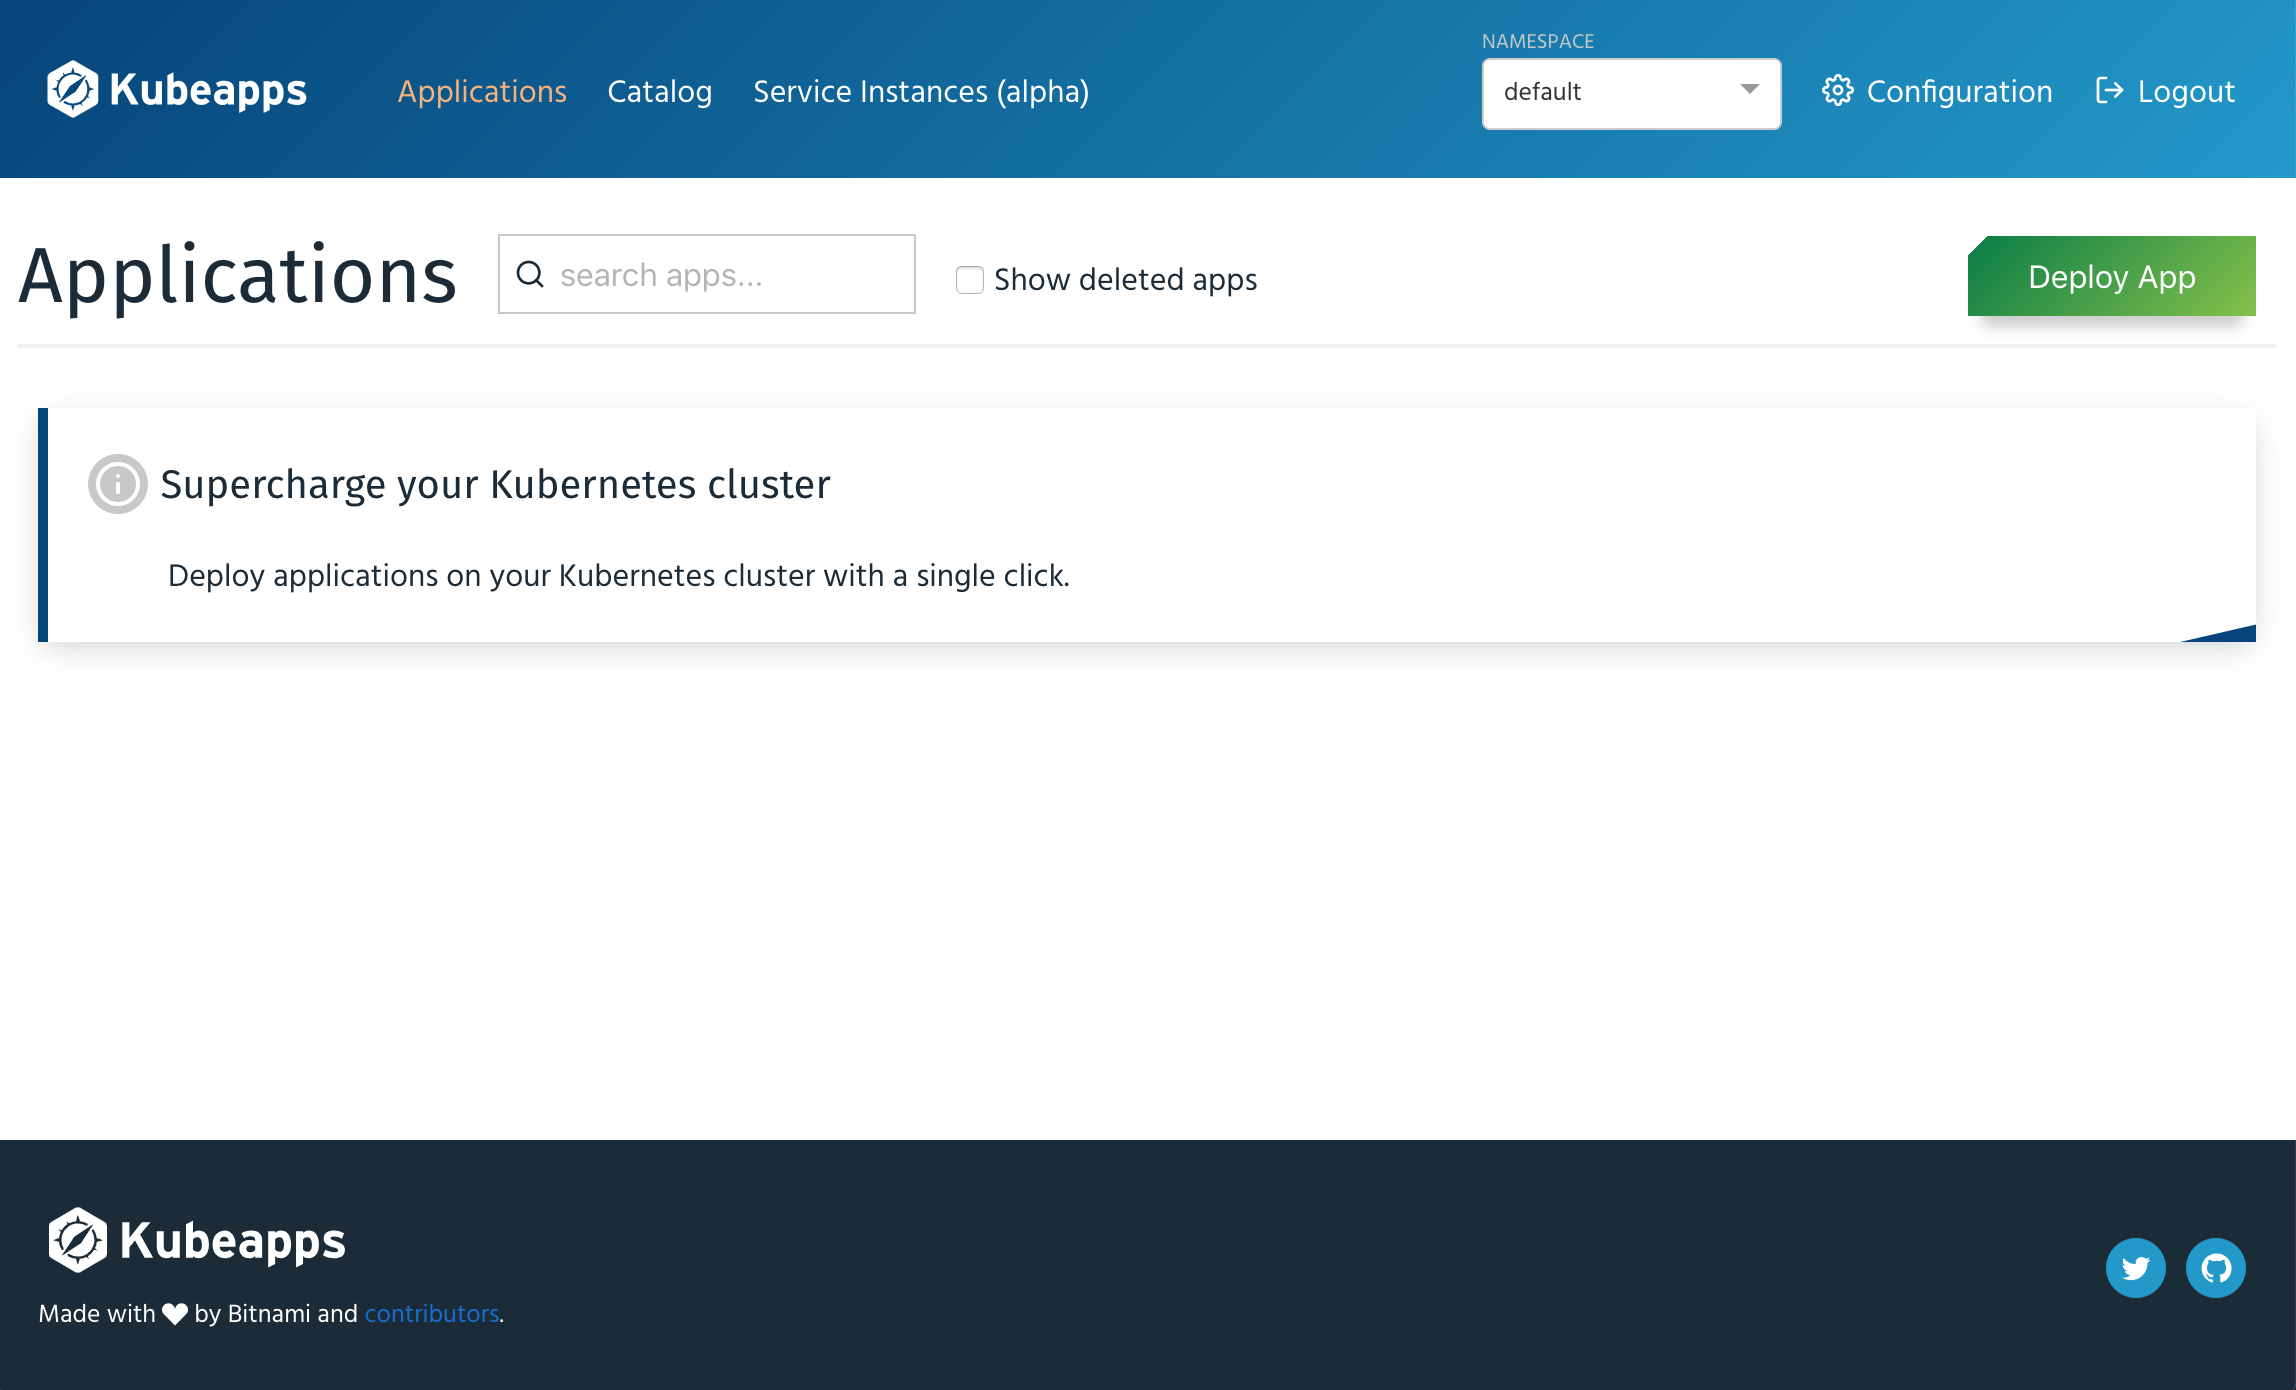 NAMESPACE
Kubeapps Applications Catalog Service Instances (alpha) default Configuration Logout
Applications search apps... Show deleted apps Deploy App
Supercharge your Kubernetes cluster
Deploy applications on your Kubernetes cluster with a single click.
Kubeapps
Made with by Bitnami and contributors.